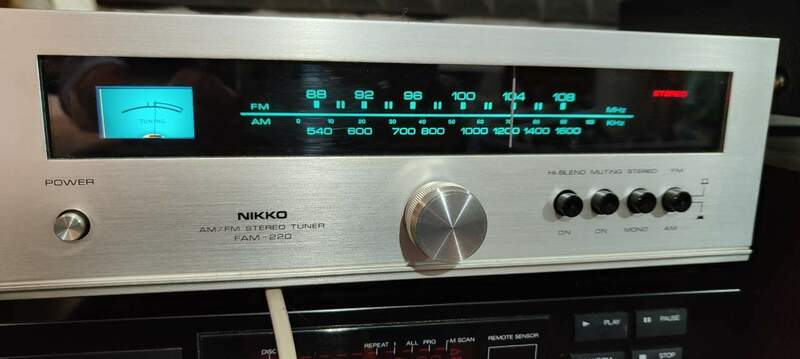 TUNING
FM 88 92 96 100 104 108 MHz
0 10 20 30 40 50 60 70 80 90 100
AM 540 600 700 800 1000 1200 1400 1600 KHz
STEREO
POWER
NIKKO
AM/FM STEREO TUNER
FAM-220
HI-BLEND MUTING STEREO FM
ON ON MONO AM
REPEAT ALL PRG M SCAN
DISC
REMOTE SENSOR
PLAY
PAUSE
STOP